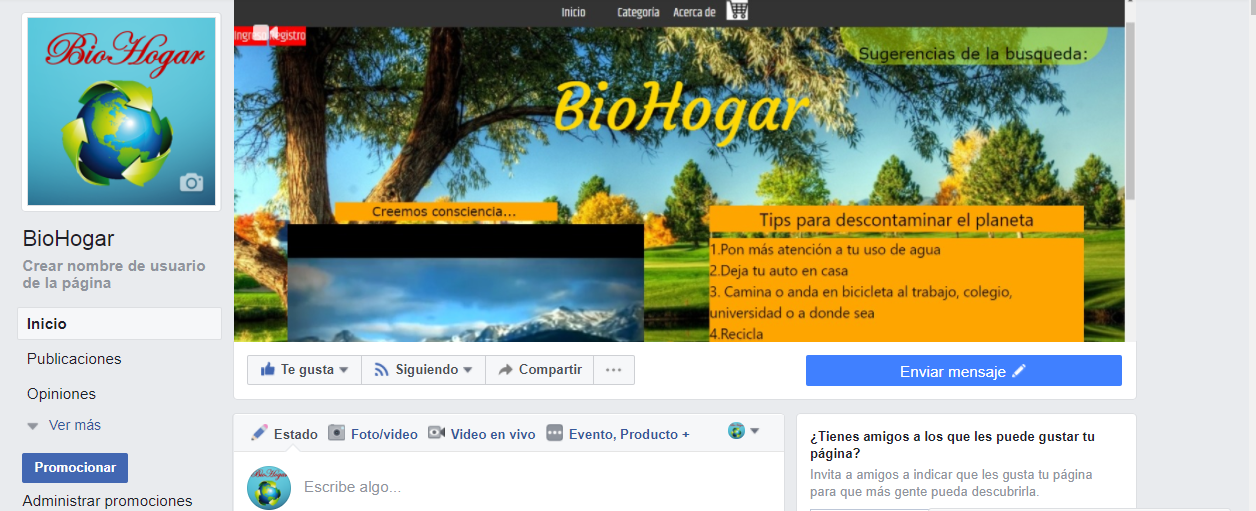 Inicio Categoría Acerca de
Ingreso Registro
Sugerencias de la busqueda:
BioHogar
BioHogar
Creemos consciencia...
Tips para descontaminar el planeta
1.Pon más atención a tu uso de agua
2.Deja tu auto en casa
3. Camina o anda en bicicleta al trabajo, colegio,
universidad o a donde sea
4.Recicla
BioHogar
Crear nombre de usuario
de la página
Inicio
Publicaciones
Opiniones
Ver más
Promocionar
Administrar promociones
Te gusta Siguiendo Compartir ...
Enviar mensaje
Estado Foto/video Video en vivo Evento, Producto +
BioHogar
Escribe algo...
¿Tienes amigos a los que les puede gustar tu
página?
Invita a amigos a indicar que les gusta tu página
para que más gente pueda descubrirla.